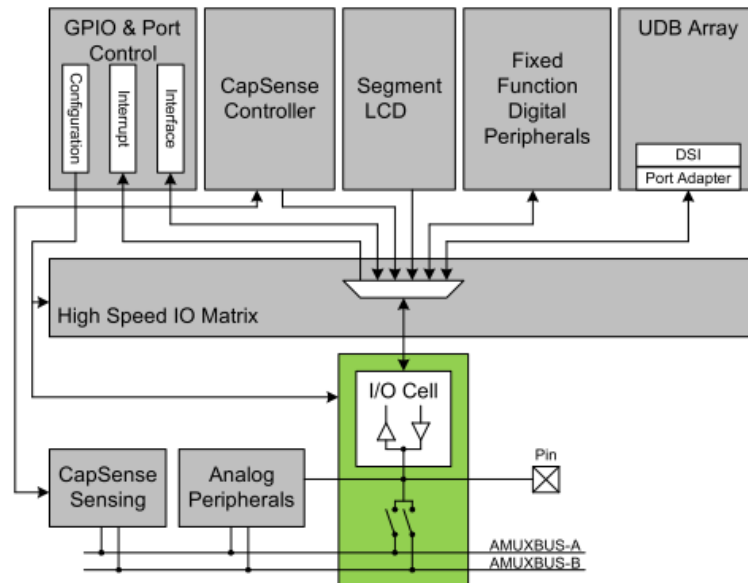 GPIO & Port
Control
Configuration
Interrupt
Interface
CapSense
Controller
Segment
LCD
Fixed
Function
Digital
Peripherals
UDB Array
DSI
Port Adapter
High Speed IO Matrix
I/O Cell
CapSense
Sensing
Analog
Peripherals
Pin
AMUXBUS-A
AMUXBUS-B